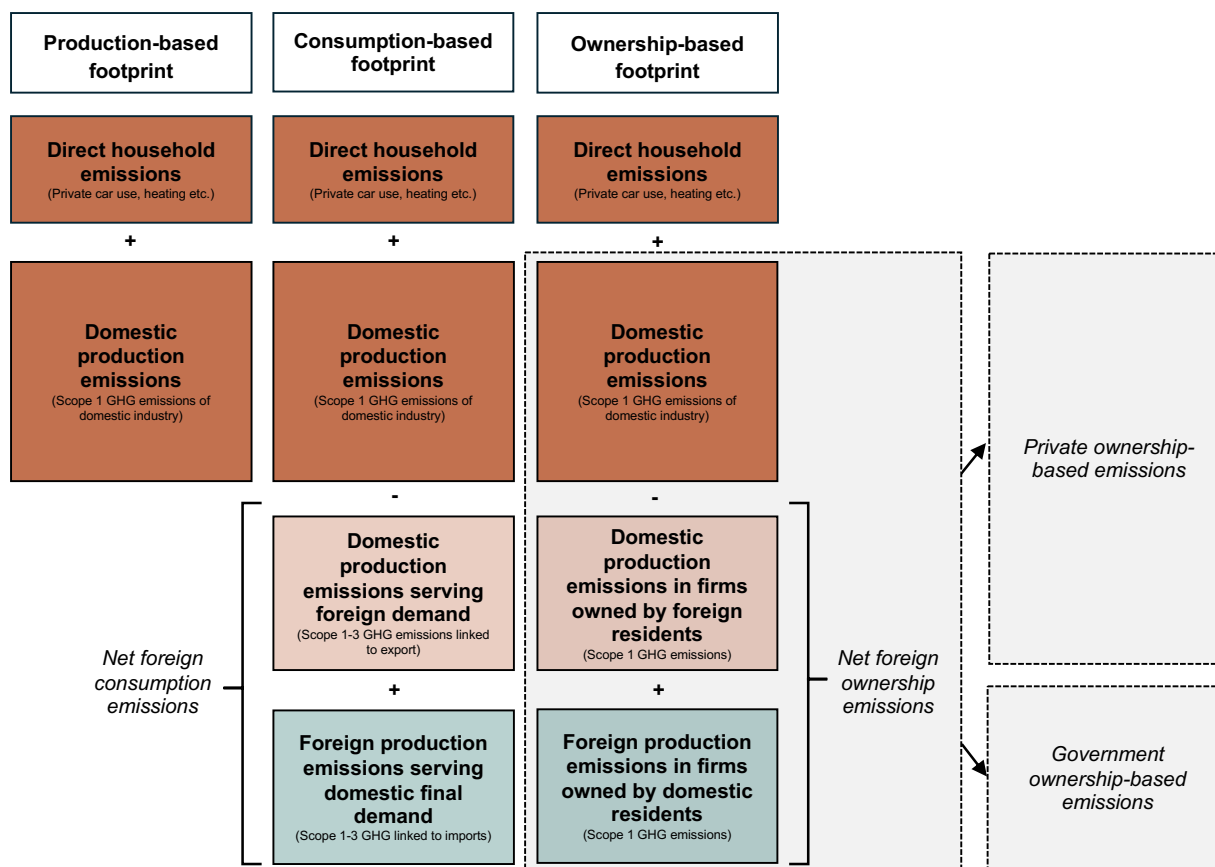 Production-based
footprint
Consumption-based
footprint
Ownership-based
footprint
Direct household
emissions
(Private car use, heating etc.)
Direct household
emissions
(Private car use, heating etc.)
Direct household
emissions
(Private car use, heating etc.)
+
+
+
Domestic
production
emissions
(Scope 1 GHG emissions of
domestic industry)
Domestic
production
emissions
(Scope 1 GHG emissions of
domestic industry)
Domestic
production
emissions
(Scope 1 GHG emissions of
domestic industry)
Private ownership-
based emissions
-
-
Net foreign
consumption
emissions
Domestic
production
emissions serving
foreign demand
(Scope 1-3 GHG emissions linked
to export)
Domestic
production
emissions in firms
owned by foreign
residents
(Scope 1 GHG emissions)
Net foreign
ownership
emissions
+
+
Foreign production
emissions serving
domestic final
demand
(Scope 1-3 GHG linked to imports)
Foreign production
emissions in firms
owned by domestic
residents
(Scope 1 GHG emissions)
Government
ownership-based
emissions